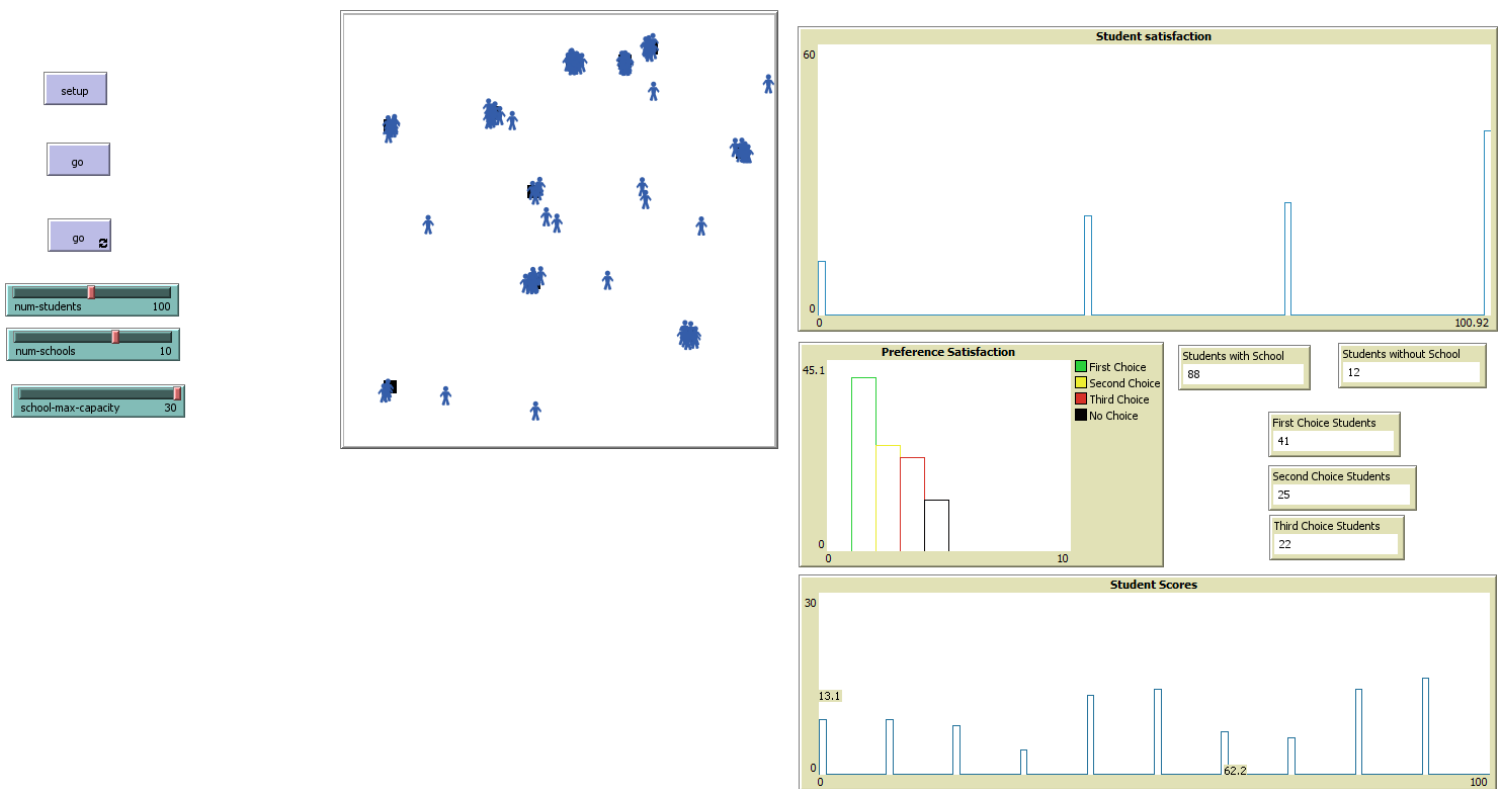 setup
go
go
num-students 100
num-schools 10
school-max-capacity 30
Student satisfaction
60
0
0 100.92
Preference Satisfaction
45.1
0
0 10
First Choice
Second Choice
Third Choice
No Choice
Students with School
88
Students without School
12
First Choice Students
41
Second Choice Students
25
Third Choice Students
22
Student Scores
30
13.1
0
62.2
0 100